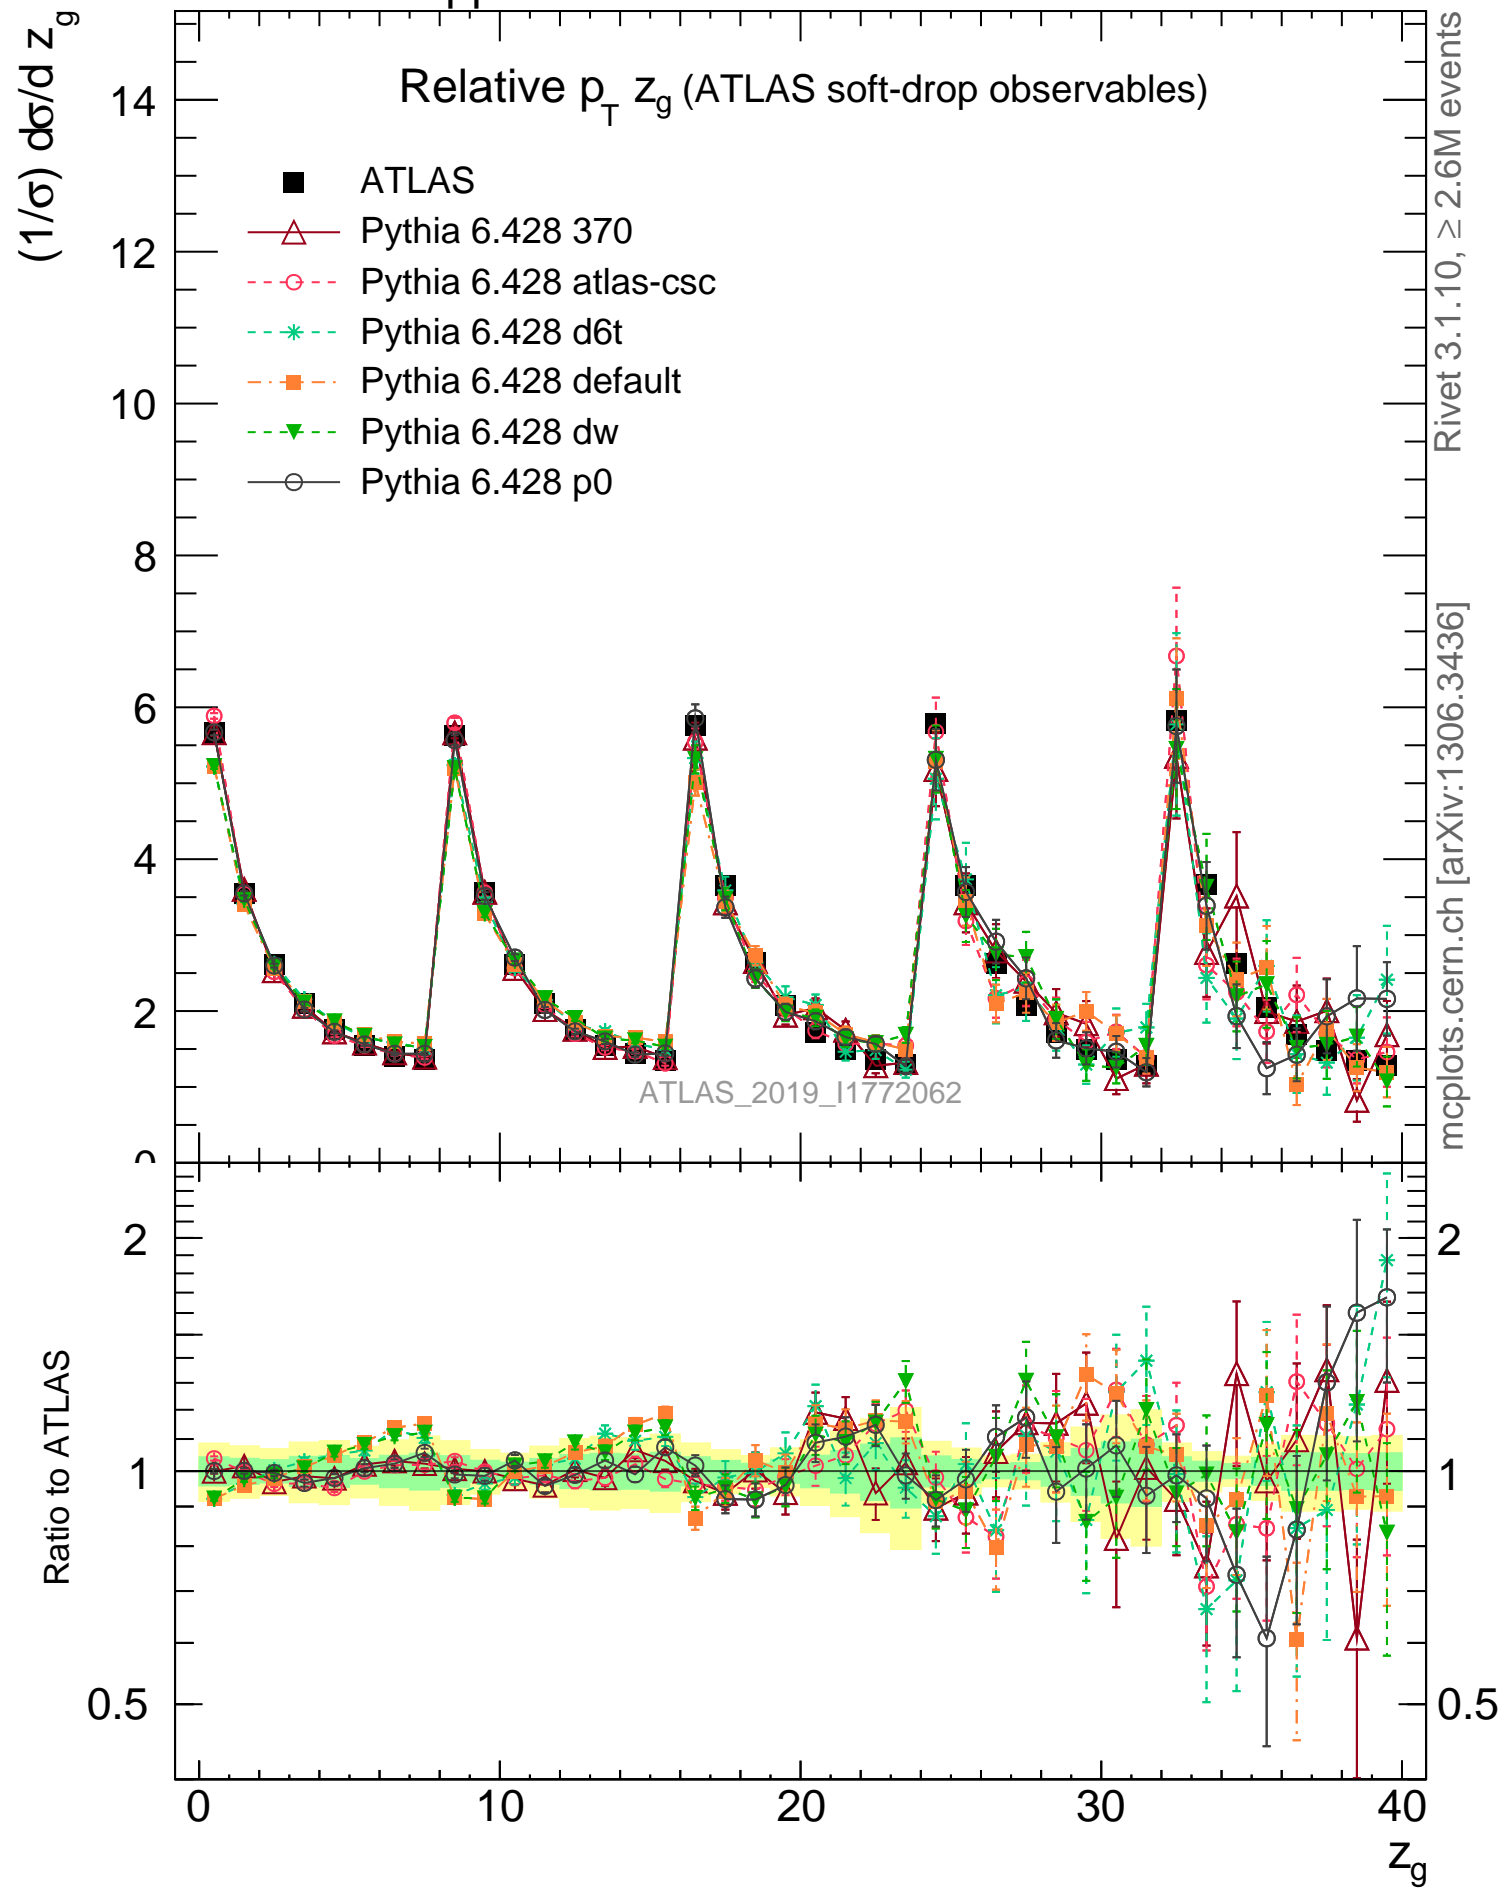 (1/σ) dσ/d z_g
Relative p_T z_g (ATLAS soft-drop observables)
ATLAS
Pythia 6.428 370
Pythia 6.428 atlas-csc
Pythia 6.428 d6t
Pythia 6.428 default
Pythia 6.428 dw
Pythia 6.428 p0
14
12
10
8
6
4
2
0
ATLAS_2019_I1772062
Rivet 3.1.10, ≥ 2.6M events
mcplots.cern.ch [arXiv:1306.3436]
Ratio to ATLAS
2
1
0.5
2
1
0.5
0 10 20 30 40
z_g